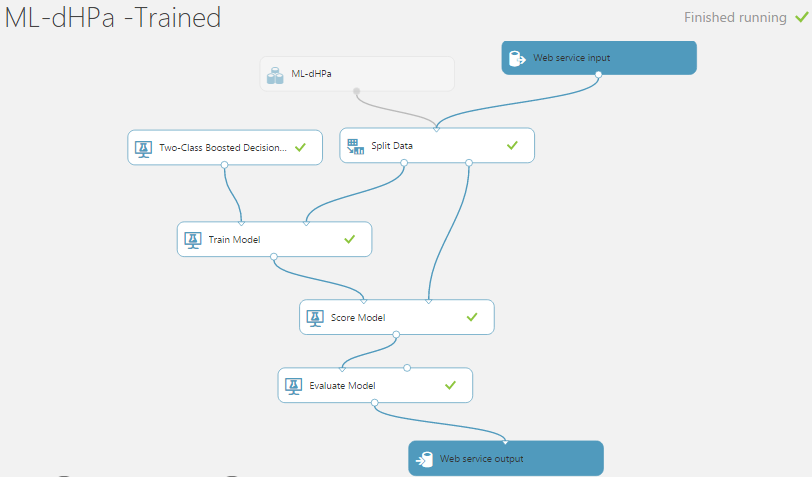 ML-dHPa -Trained
Finished running
Web service input
ML-dHPa
Two-Class Boosted Decision...
Split Data
Train Model
Score Model
Evaluate Model
Web service output